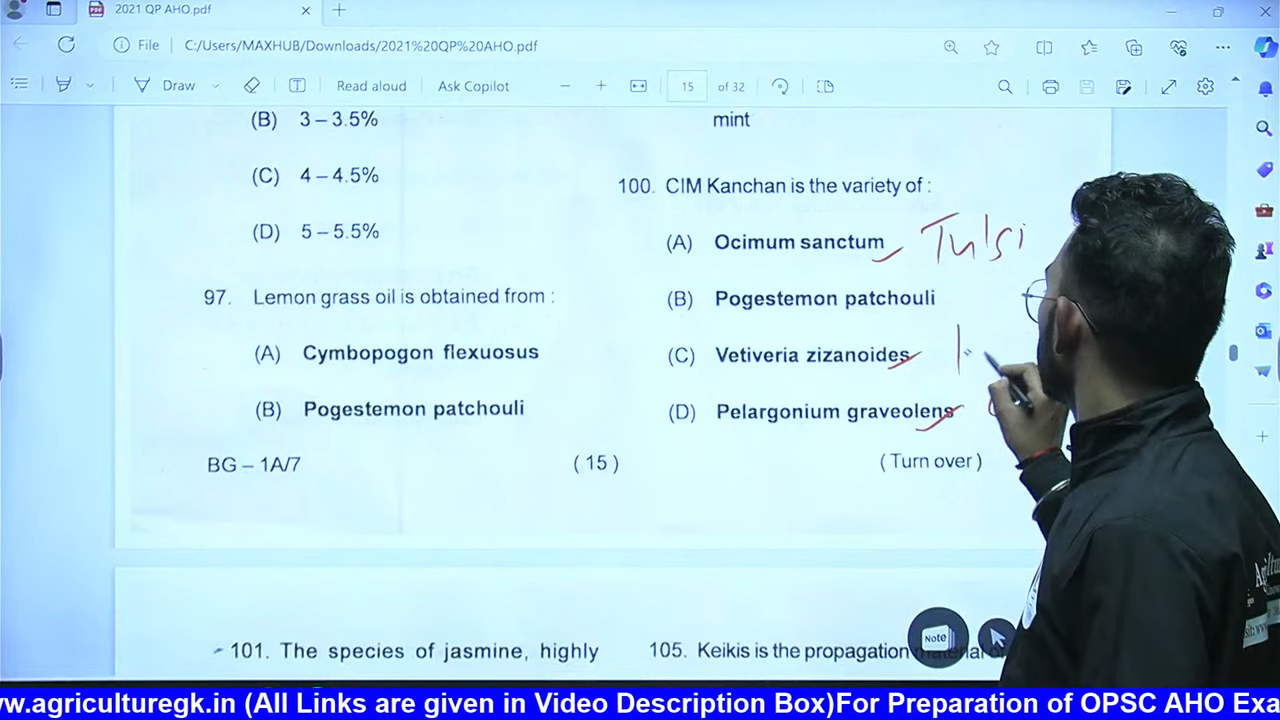 2021 QP AHO.pdf
File C:/Users/MAXHUB/Downloads/2021%20QP%20AHO.pdf
Draw Read aloud Ask Copilot 15 of 32
(B) 3 – 3.5%
(C) 4 – 4.5%
(D) 5 – 5.5%
97. Lemon grass oil is obtained from :
(A) Cymbopogon flexuosus
(B) Pogestemon patchouli
BG – 1A/7
( 15 )
mint
100. CIM Kanchan is the variety of :
(A) Ocimum sanctum Tulsi
(B) Pogestemon patchouli
(C) Vetiveria zizanoides
(D) Pelargonium graveolens
( Turn over )
101. The species of jasmine, highly
105. Keikis is the propagation material
Note
ww.agriculturegk.in (All Links are given in Video Description Box)For Preparation of OPSC AHO Exa